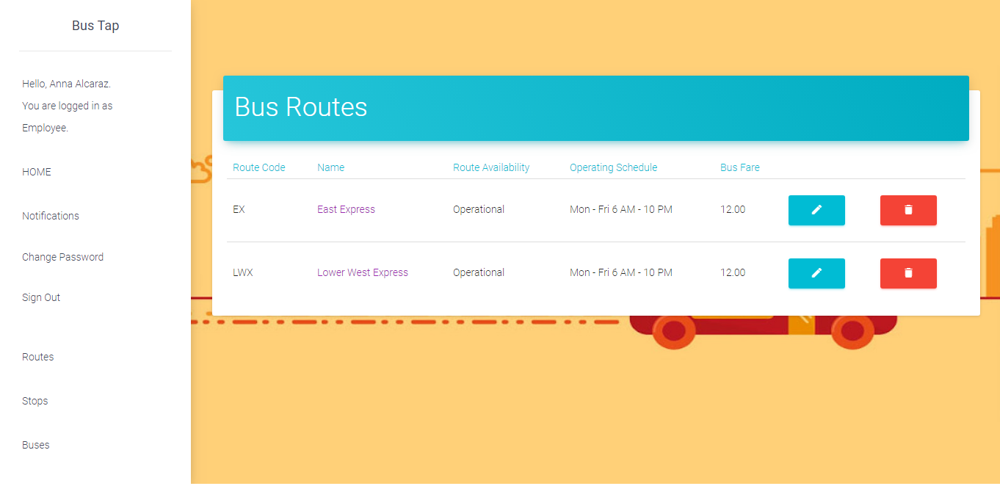 Bus Tap
Hello, Anna Alcaraz.
You are logged in as
Employee.
HOME
Notifications
Change Password
Sign Out
Routes
Stops
Buses
Bus Routes
Route Code Name Route Availability Operating Schedule Bus Fare
EX East Express Operational Mon - Fri 6 AM - 10 PM 12.00
LWX Lower West Express Operational Mon - Fri 6 AM - 10 PM 12.00